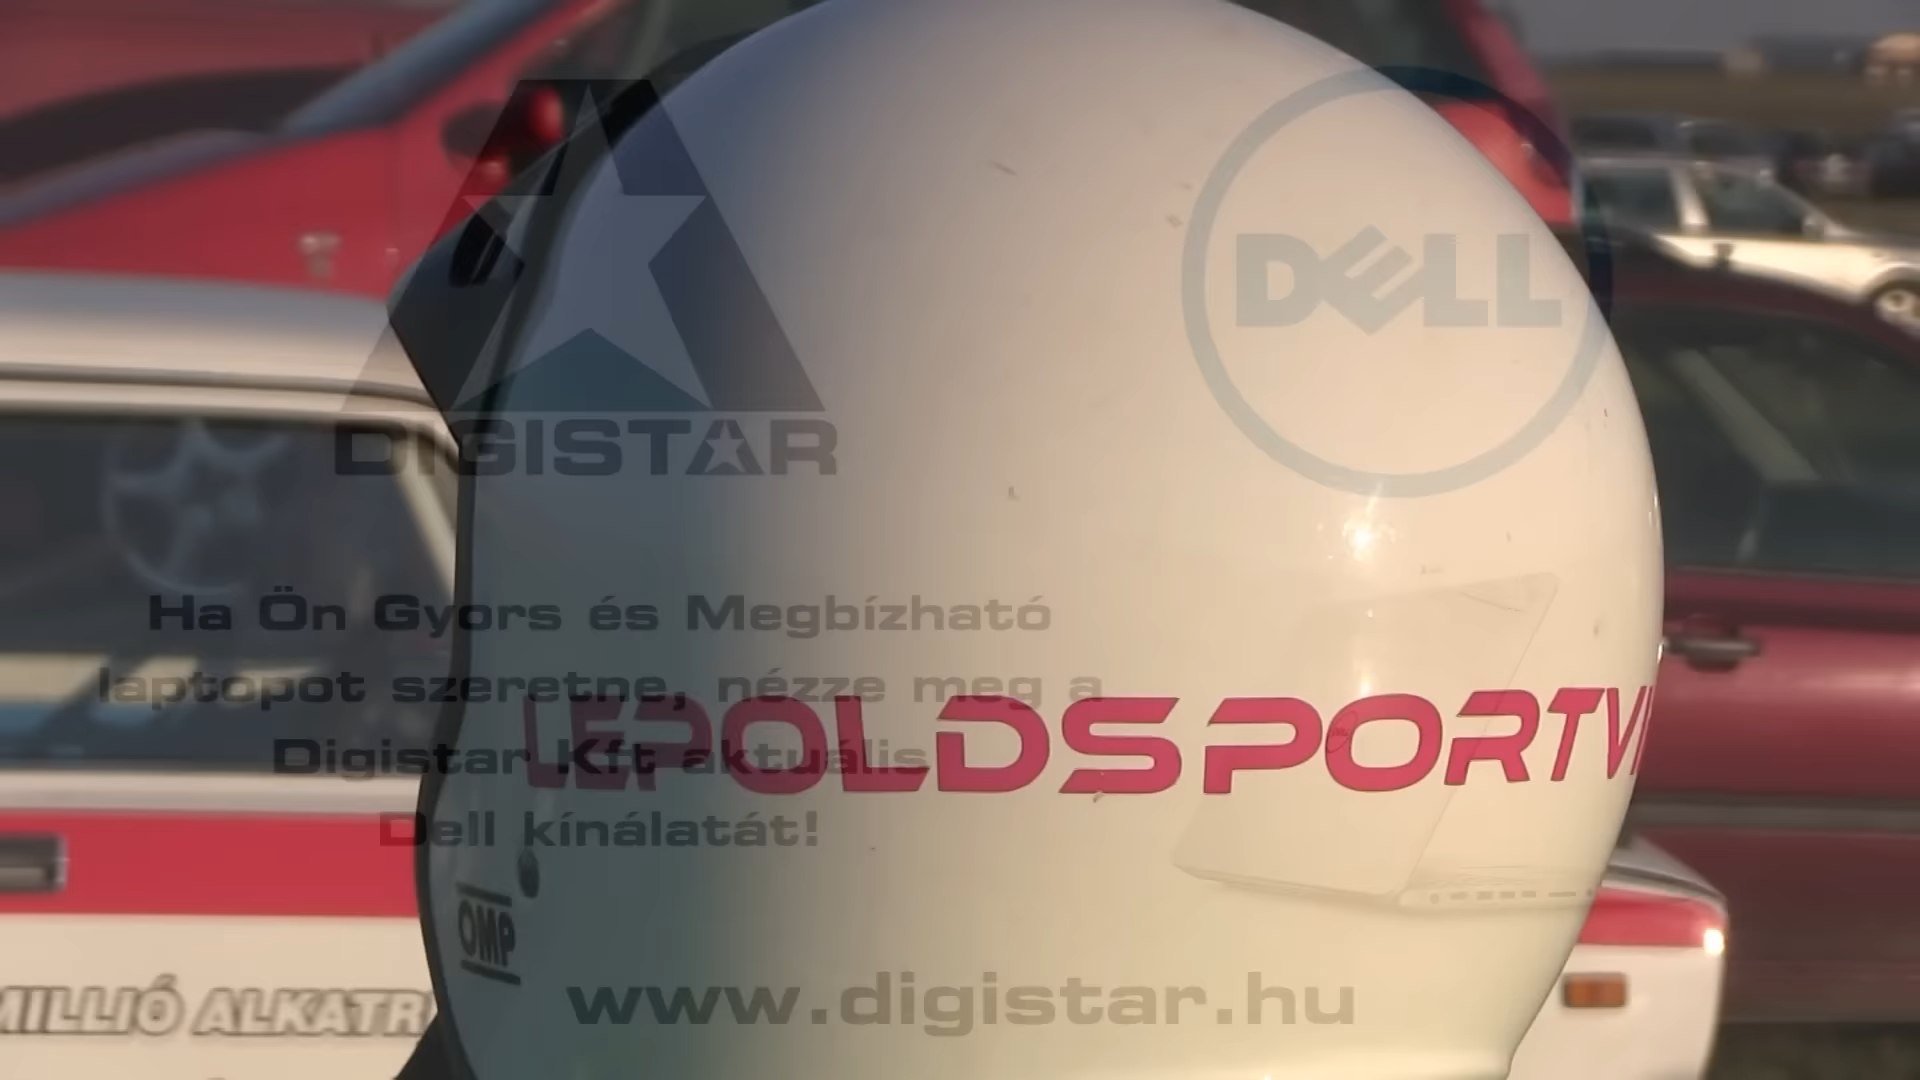 DIGISTAR
DELL
Ha Ön Gyors és Megbízható
laptopot szeretne, nézze meg a
Digistar Kft aktuális
Dell kínálatát!
LEPOLDSPORTV
OMP
MILLIÓ ALKATR
www.digistar.hu